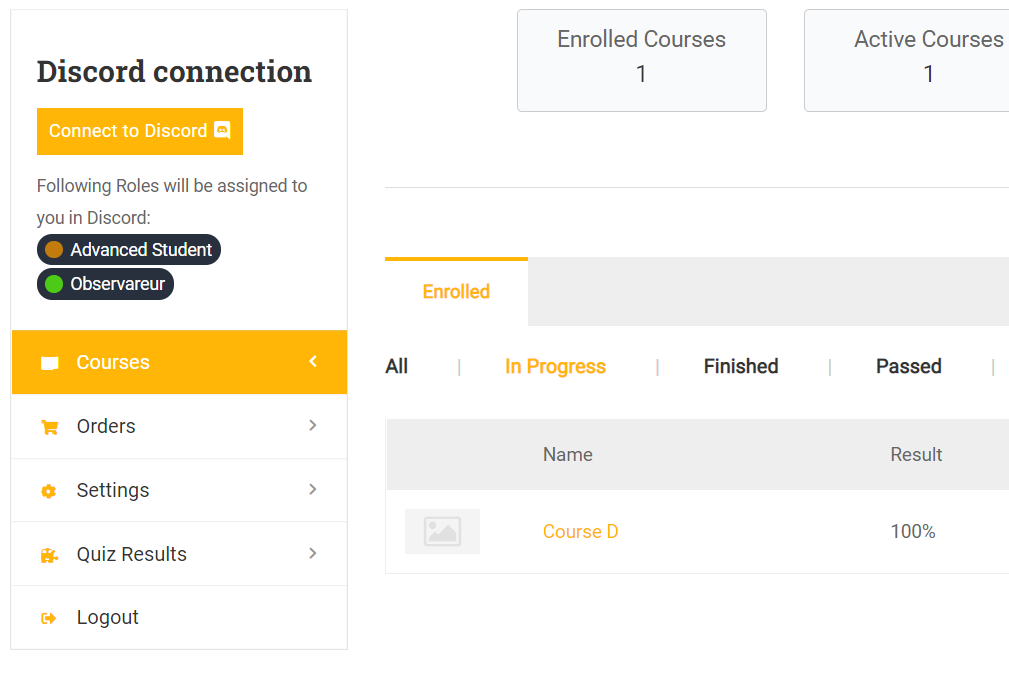 Discord connection
Connect to Discord
Following Roles will be assigned to
you in Discord:
Advanced Student
Observareur
Courses
Orders
Settings
Quiz Results
Logout
Enrolled Courses
1
Active Courses
1
Enrolled
All | In Progress | Finished | Passed |
Name Result
Course D 100%